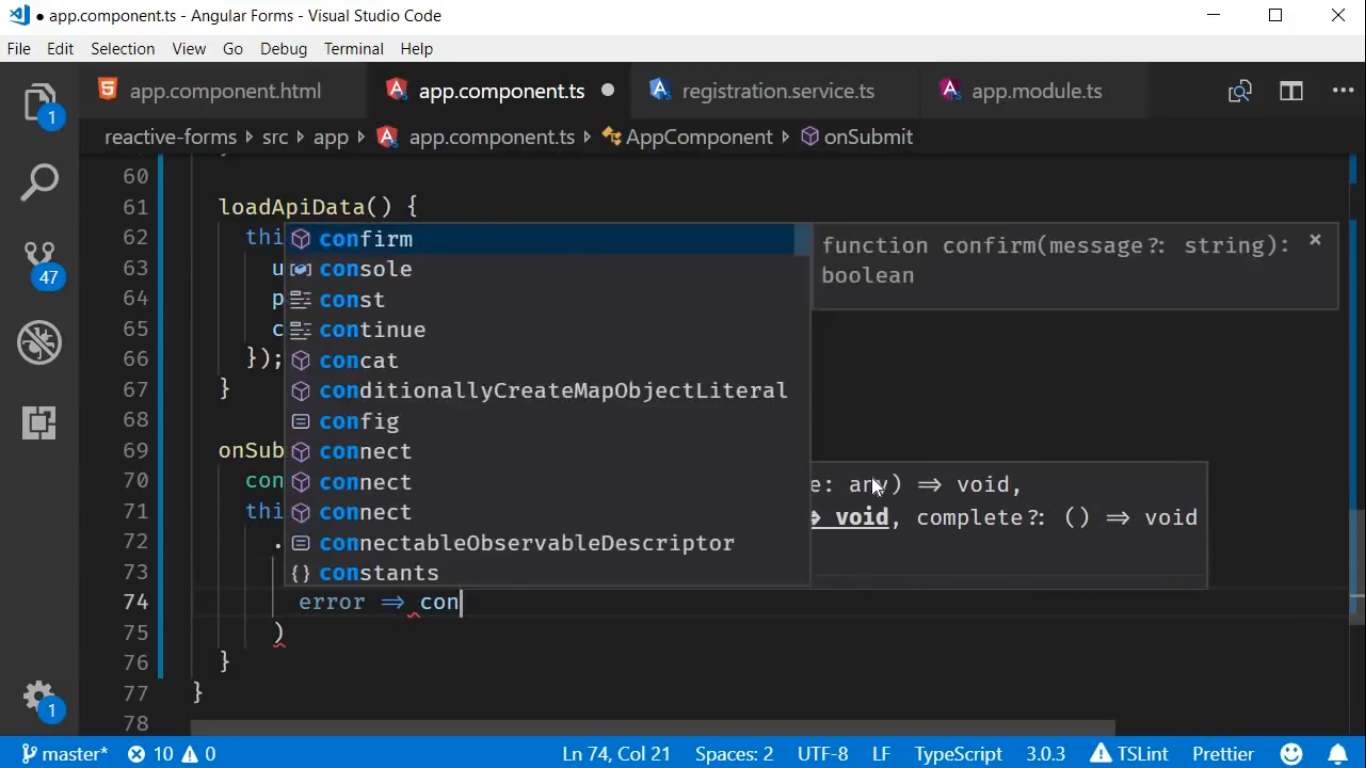 ● app.component.ts - Angular Forms - Visual Studio Code
File Edit Selection View Go Debug Terminal Help
app.component.html app.component.ts ● registration.service.ts app.module.ts
reactive-forms › src › app › app.component.ts › AppComponent › onSubmit
60
61 loadApiData() {
62 thi confirm
function confirm(message?: string):
boolean
63 u console
64 p const
65 c continue
66 }); concat
67 } conditionallyCreateMapObjectLiteral
68 config
69 onSub connect
70 con connect
e: any) => void,
71 thi connect
=> void, complete?: () => void
72 . connectableObservableDescriptor
73 {} constants
74 error => con
75 )
76 }
77 }
78
1
47
1
master* 10 0 Ln 74, Col 21 Spaces: 2 UTF-8 LF TypeScript 3.0.3 TSLint Prettier